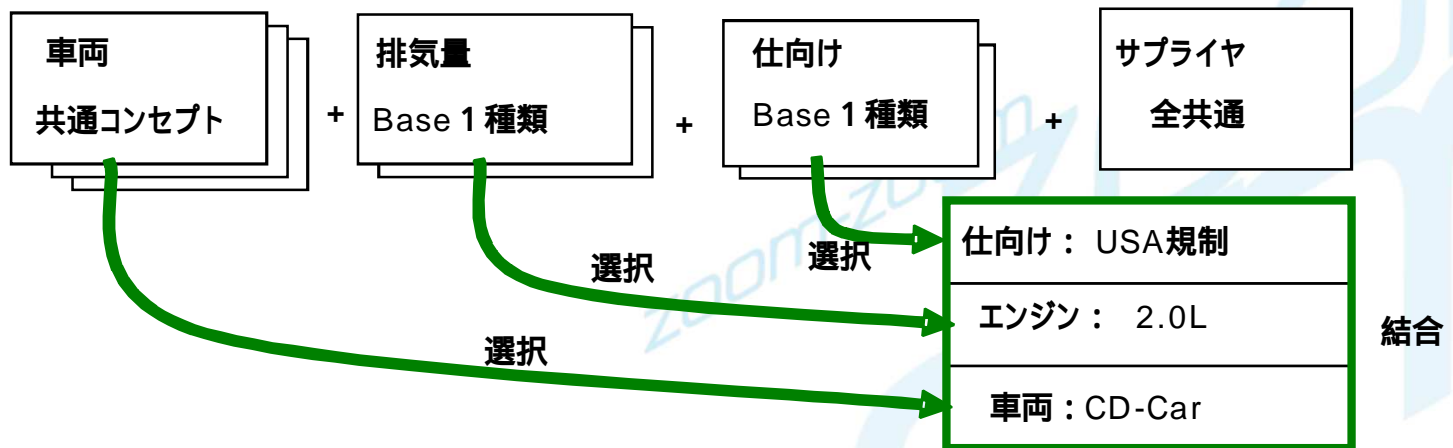 車両
共通コンセプト
+
排気量
Base 1 種類
+
仕向け
Base 1 種類
+
サプライヤ
全共通
zoom-zoom
選択
選択
選択
仕向け： USA規制
エンジン： 2.0L
車両：CD-Car
結合